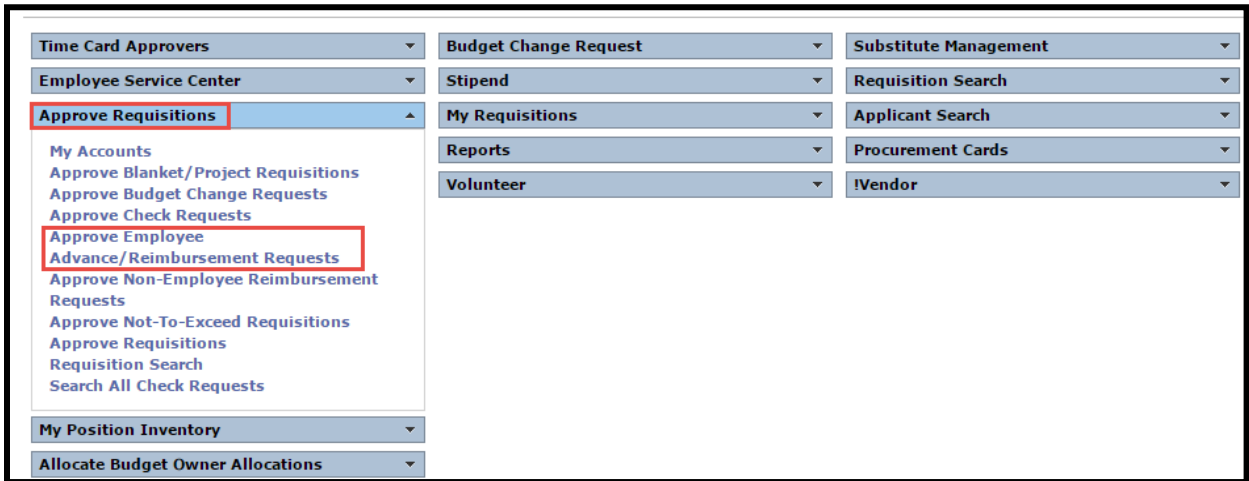 Time Card Approvers
Employee Service Center
Approve Requisitions
My Accounts
Approve Blanket/Project Requisitions
Approve Budget Change Requests
Approve Check Requests
Approve Employee
Advance/Reimbursement Requests
Approve Non-Employee Reimbursement
Requests
Approve Not-To-Exceed Requisitions
Approve Requisitions
Requisition Search
Search All Check Requests
My Position Inventory
Allocate Budget Owner Allocations
Budget Change Request
Stipend
My Requisitions
Reports
Volunteer
Substitute Management
Requisition Search
Applicant Search
Procurement Cards
!Vendor